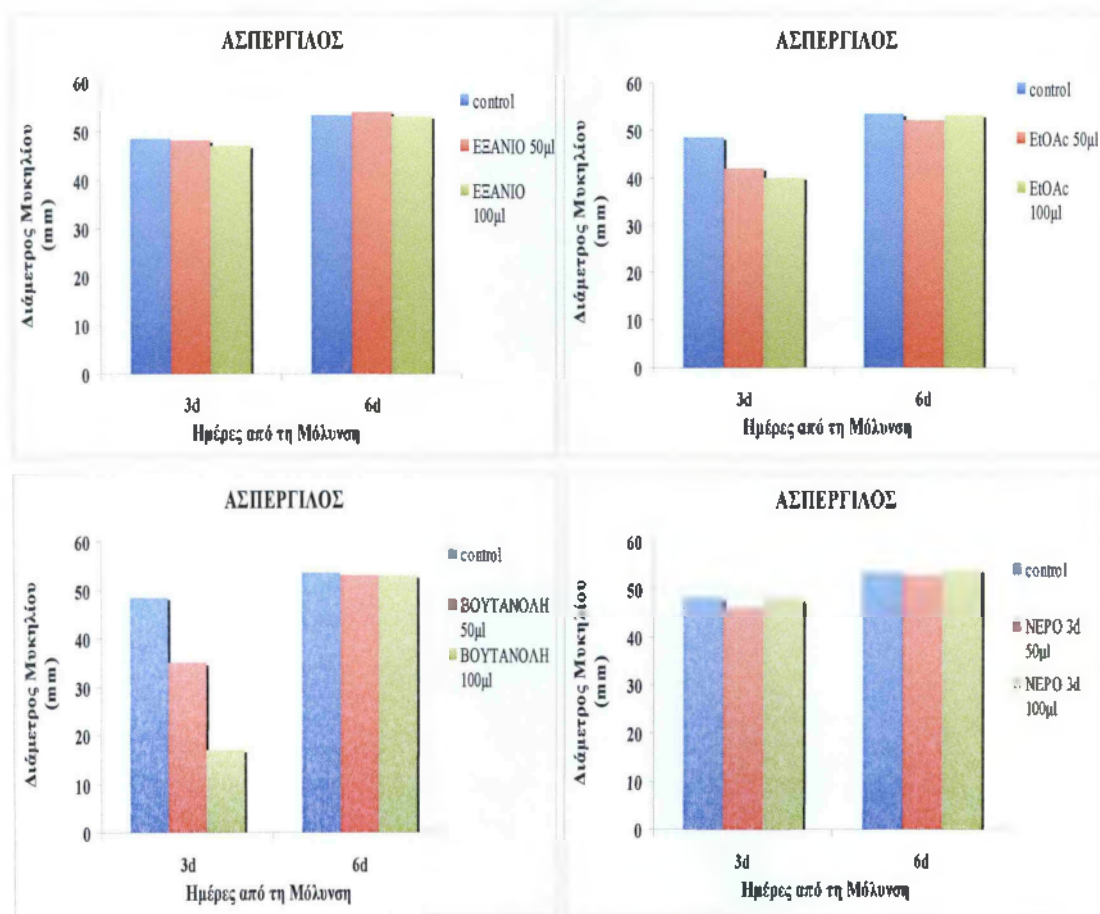 ΑΣΠΕΡΓΙΛΟΣ
Διάμετρος Μυκηλίου
(mm)
60
50
40
30
20
10
0
3d
6d
Ημέρες από τη Μόλυνση
control
ΕΞΑΝΙΟ 50μl
ΕΞΑΝΙΟ
100μl
ΑΣΠΕΡΓΙΛΟΣ
Διάμετρος Μυκηλίου
(mm)
60
50
40
30
20
10
0
3d
6d
Ημέρες από τη Μόλυνση
control
EtOAc 50μl
EtOAc
100μl
ΑΣΠΕΡΓΙΛΟΣ
Διάμετρος Μυκηλίου
(mm)
60
50
40
30
20
10
0
3d
6d
Ημέρες από τη Μόλυνση
control
ΒΟΥΤΑΝΟΛΗ
50μl
ΒΟΥΤΑΝΟΛΗ
100μl
ΑΣΠΕΡΓΙΛΟΣ
Διάμετρος Μυκηλίου
(mm)
60
50
40
30
20
10
0
3d
6d
Ημέρες από τη Μόλυνση
control
ΝΕΡΟ 3d
50μl
ΝΕΡΟ 3d
100μl